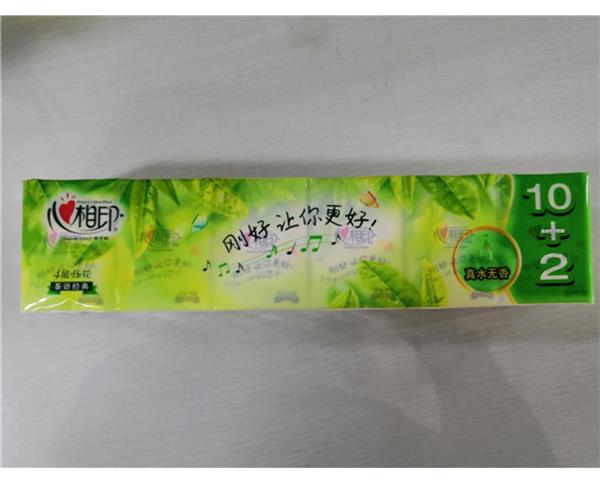 心相印
®
4层·压花
茶语经典
刚好让你更好!
真水无香
10
+
2